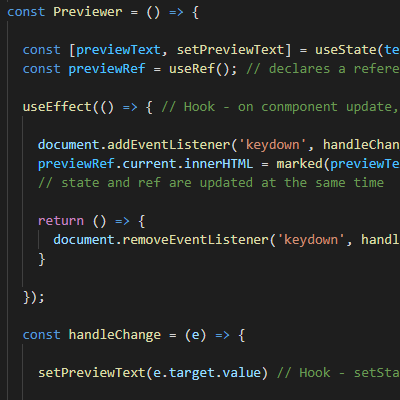 const Previewer = () => {
const [previewText, setPreviewText] = useState(te
const previewRef = useRef(); // declares a refere
useEffect(() => { // Hook - on conmponent update,
document.addEventListener('keydown', handleChan
previewRef.current.innerHTML = marked(previewTe
// state and ref are updated at the same time
return () => {
document.removeEventListener('keydown', handl
}
});
const handleChange = (e) => {
setPreviewText(e.target.value) // Hook - setSta